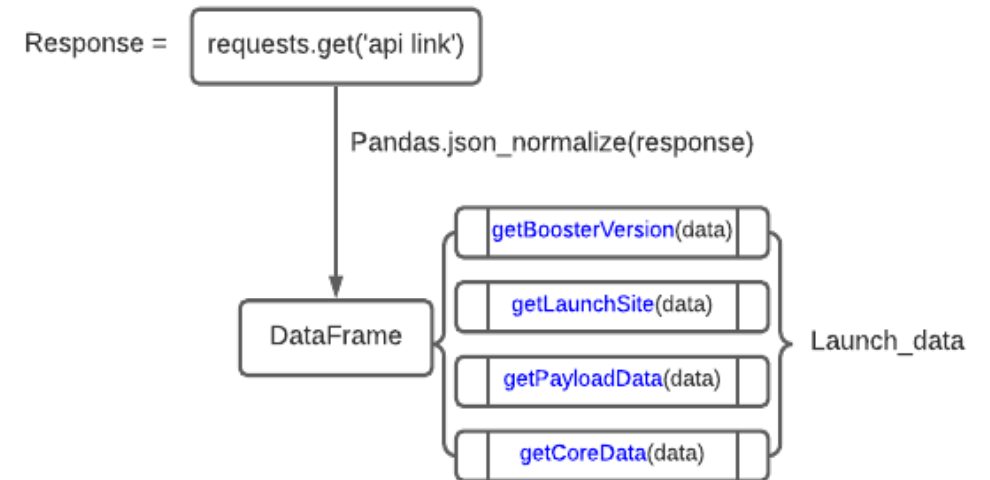 Response =
requests.get('api link')
Pandas.json_normalize(response)
getBoosterVersion(data)
getLaunchSite(data)
DataFrame
Launch_data
getPayloadData(data)
getCoreData(data)